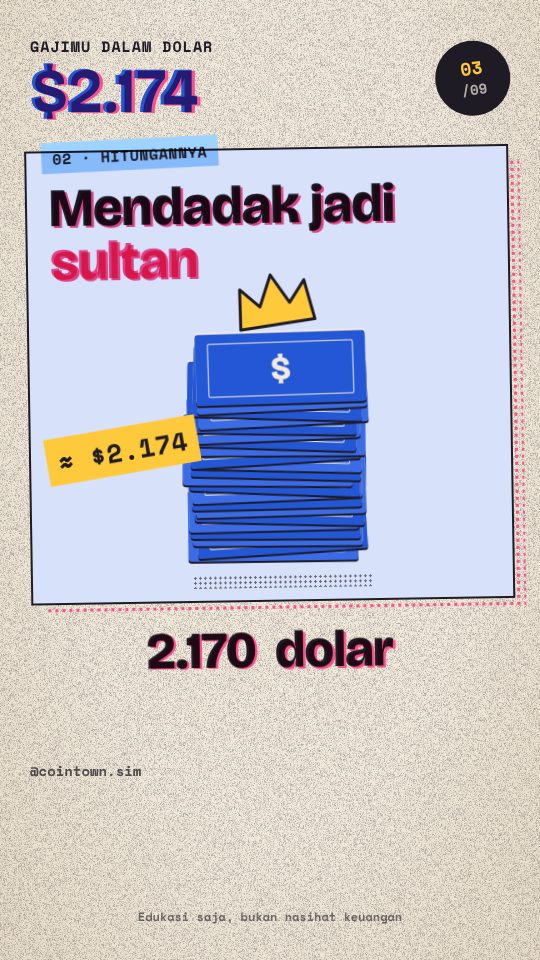 GAJIMU DALAM DOLAR
$2.174
03
/09
02 · HITUNGANNYA
Mendadak jadi
sultan
$
≈ $2.174
2.170 dolar
@cointown.sim
Edukasi saja, bukan nasihat keuangan